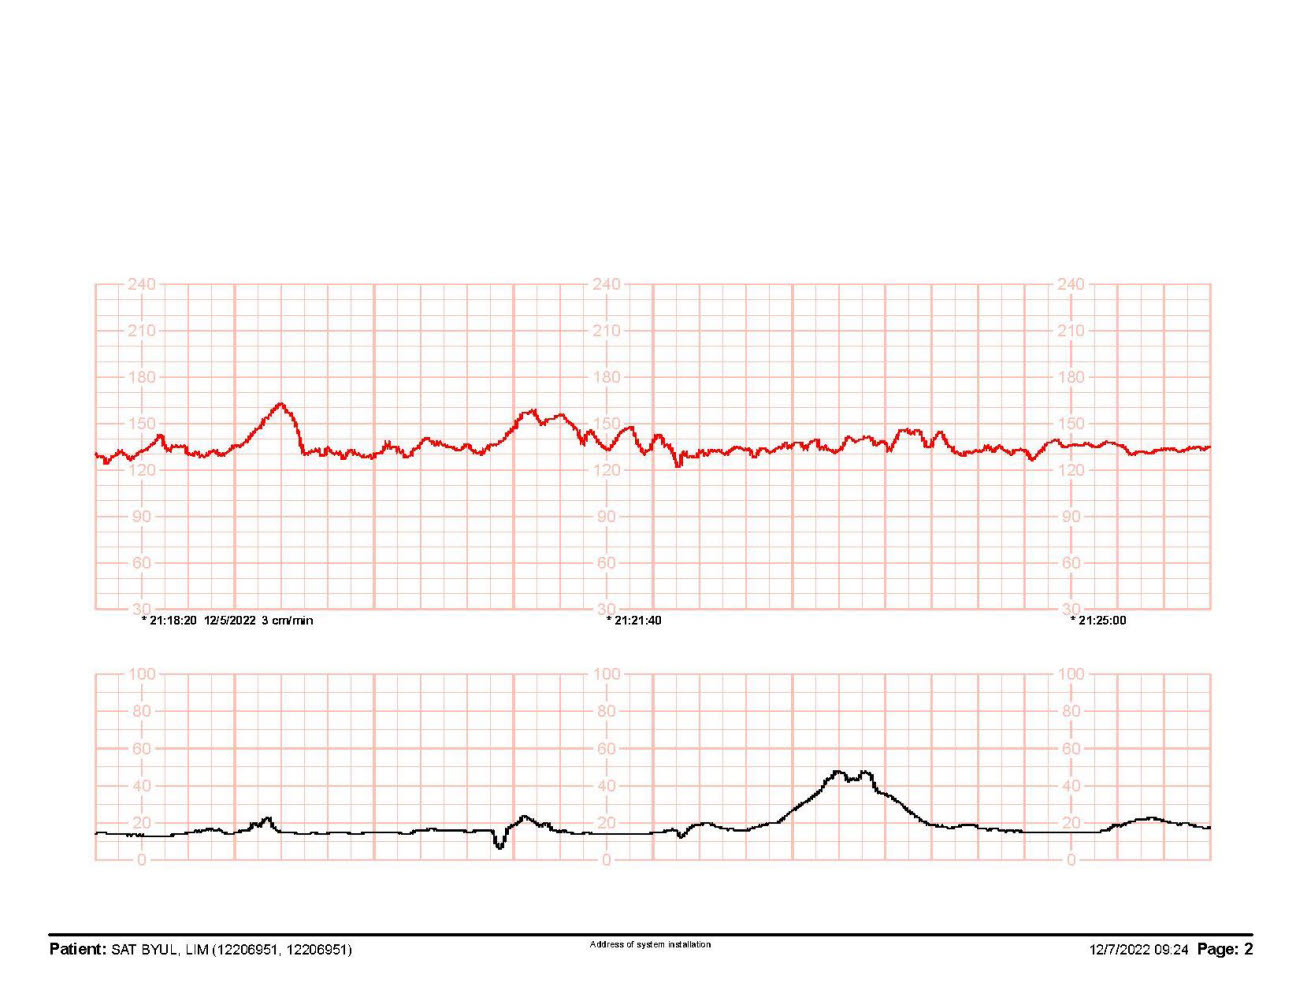 240 240 240
210 210 210
180 180 180
150 150 150
120 120 120
90 90 90
60 60 60
30 30 30
* 21:18:20 12/5/2022 3 cm/min * 21:21:40 * 21:25:00
100 100 100
80 80 80
60 60 60
40 40 40
20 20 20
0 0 0
Patient: SAT BYUL, LIM (12206951, 12206951) Address of system installation 12/7/2022 09:24 Page: 2